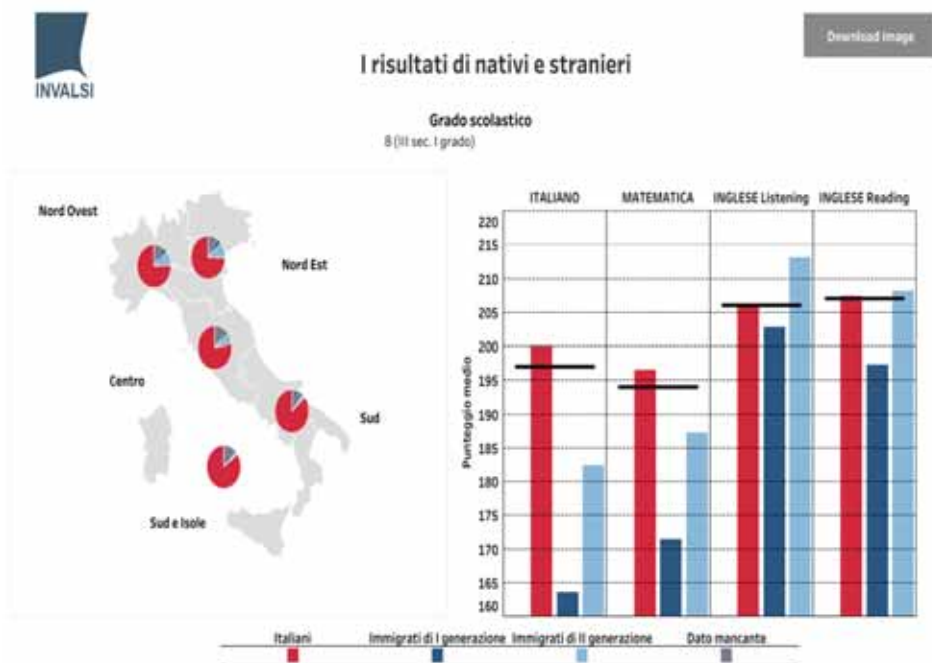 INVALSI
Download image
I risultati di nativi e stranieri
Grado scolastico
8 (III sec. I grado)
Nord Ovest
Nord Est
Centro
Sud
Sud e Isole
ITALIANO MATEMATICA INGLESE Listening INGLESE Reading
Punteggio medio
220
215
210
205
200
195
190
185
180
175
170
165
160
Italiani Immigrati di I generazione Immigrati di II generazione Dato mancante